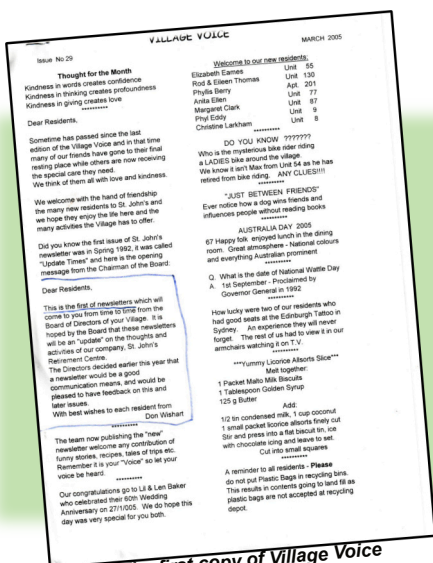 VILLAGE VOICE
Issue No 29
MARCH 2005
Thought for the Month
Kindness in words creates confidence
Kindness in thinking creates profoundness
Kindness in giving creates love
**********
Dear Residents,
Sometime has passed since the last
edition of the Village Voice and in that time
many of our friends have gone to their final
resting place while others are now receiving
the special care they need.
We think of them all with love and kindness.
We welcome with the hand of friendship
the many new residents to St. John's and
we hope they enjoy the life here and the
many activities the Village has to offer.
Did you know the first issue of St. John's
newsletter was in Spring 1992, it was called
"Update Times" and here is the opening
message from the Chairman of the Board:
Dear Residents,
This is the first of newsletters which will
come to you from time to time from the
Board of Directors of your Village. It is
hoped by the Board that these newsletters
will be an "update" on the thoughts and
activities of our company, St. John's
Retirement Centre.
The Directors decided earlier this year that
a newsletter would be a good
communication means, and would be
pleased to have feedback on this and
later issues.
With best wishes to each resident from
Don Wishart
**********
The team now publishing the "new"
newsletter welcome any contribution of
funny stories, recipes, tales of trips etc.
Remember it is your "Voice" so let your
voice be heard.
**********
Our congratulations go to Lil & Len Baker
who celebrated their 60th Wedding
Anniversary on 27/1/005. We do hope this
day was very special for you both.
Welcome to our new residents:
Elizabeth Eames Unit 55
Rod & Eileen Thomas Unit 130
Phyllis Berry Apt. 201
Anita Ellen Unit 77
Margaret Clark Unit 87
Phyl Eddy Unit 9
Christine Larkham Unit 8
**********
DO YOU KNOW ???????
Who is the mysterious bike rider riding
a LADIES bike around the village.
We know it isn't Max from Unit 54 as he has
retired from bike riding. ANY CLUES!!!!
**********
"JUST BETWEEN FRIENDS"
Ever notice how a dog wins friends and
influences people without reading books
**********
AUSTRALIA DAY 2005
67 Happy folk enjoyed lunch in the dining
room. Great atmosphere - National colours
and everything Australian prominent
**********
Q. What is the date of National Wattle Day
A. 1st September - Proclaimed by
Governor General in 1992
**********
How lucky were two of our residents who
had good seats at the Edinburgh Tattoo in
Sydney. An experience they will never
forget. The rest of us had to view it in our
armchairs watching it on T.V.
**********
***Yummy Licorice Allsorts Slice***
Melt together:
1 Packet Malto Milk Biscuits
1 Tablespoon Golden Syrup
125 g Butter
Add:
1/2 tin condensed milk, 1 cup coconut
1 small packet licorice allsorts finely cut
Stir and press into a flat biscuit tin, ice
with chocolate icing and leave to set.
Cut into small squares
**********
A reminder to all residents - Please
do not put Plastic Bags in recycling bins.
This results in contents going to land fill as
plastic bags are not accepted at recycling
depot.
first copy of Village Voice